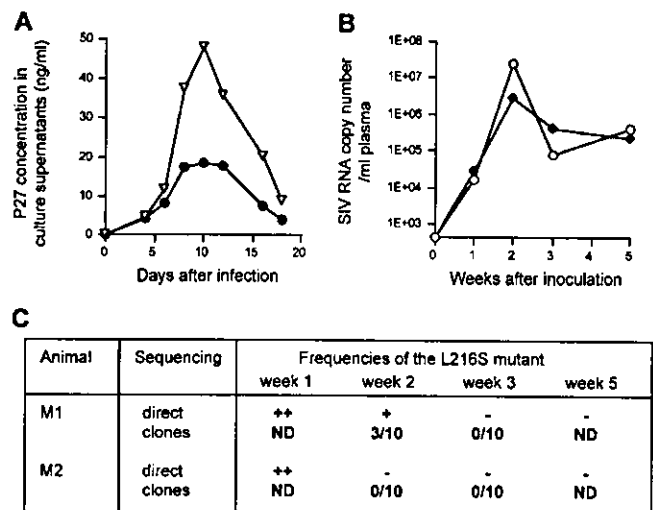 A
P27 concentration in
culture supernatants (ng/ml)
50
40
30
20
10
0
0 5 10 15 20
Days after infection
B
SIV RNA copy number
/ml plasma
1E+08
1E+07
1E+06
1E+05
1E+04
1E+03
0 1 2 3 4 5
Weeks after inoculation
C
Animal Sequencing Frequencies of the L216S mutant
week 1 week 2 week 3 week 5
M1 direct ++ + - -
clones ND 3/10 0/10 ND
M2 direct ++ - - -
clones ND 0/10 0/10 ND